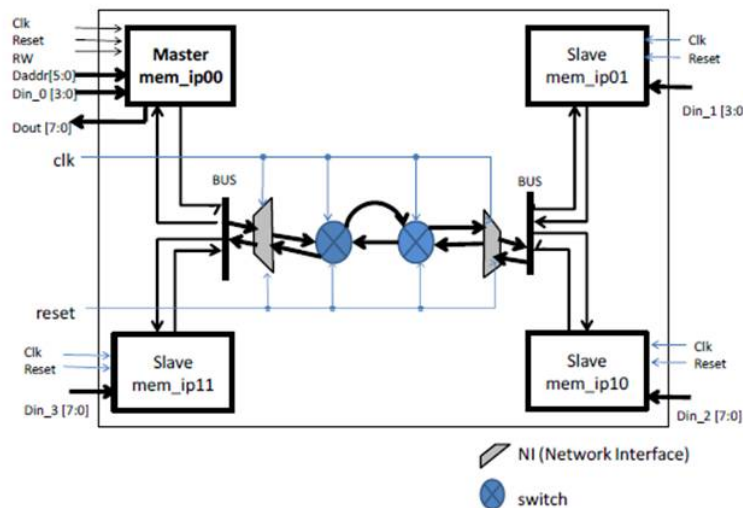 Clk
Reset
RW
Daddr[5:0]
Din_0 [3:0]
Dout [7:0]
Master
mem_ip00
Slave
mem_ip01
Clk
Reset
Din_1 [3:0]
clk
BUS
BUS
reset
Clk
Reset
Din_3 [7:0]
Slave
mem_ip11
Slave
mem_ip10
Clk
Reset
Din_2 [7:0]
NI (Network Interface)
switch